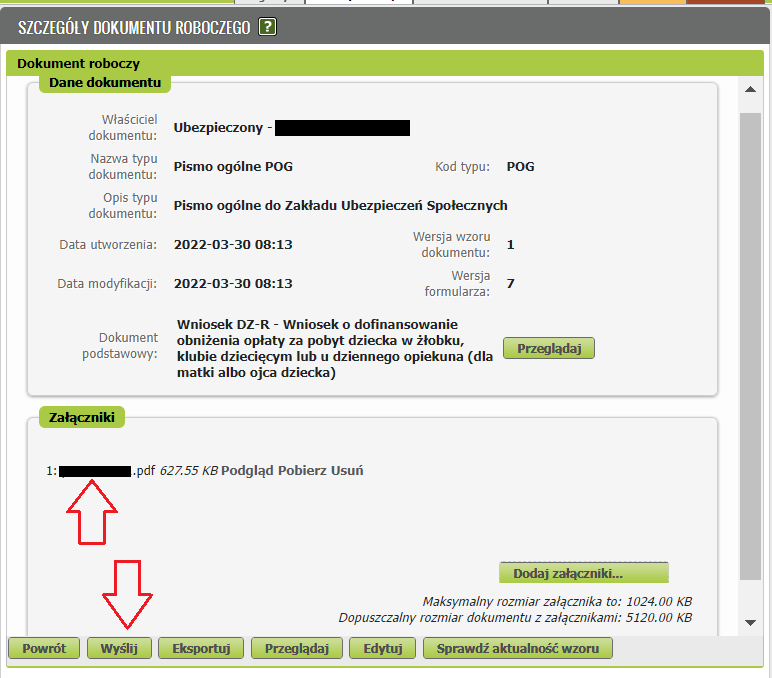 SZCZEGÓŁY DOKUMENTU ROBOCZEGO ?
Dokument roboczy
Dane dokumentu
Właściciel
dokumentu:
Ubezpieczony -
Nazwa typu
dokumentu:
Pismo ogólne POG
Kod typu:
POG
Opis typu
dokumentu:
Pismo ogólne do Zakładu Ubezpieczeń Społecznych
Data utworzenia:
2022-03-30 08:13
Wersja wzoru
dokumentu:
1
Data modyfikacji:
2022-03-30 08:13
Wersja
formularza:
7
Dokument
podstawowy:
Wniosek DZ-R - Wniosek o dofinansowanie
obniżenia opłaty za pobyt dziecka w żłobku,
klubie dziecięcym lub u dziennego opiekuna (dla
matki albo ojca dziecka)
Przeglądaj
Załączniki
1: .pdf 627.55 KB Podgląd Pobierz Usuń
Dodaj załączniki...
Maksymalny rozmiar załącznika to: 1024.00 KB
Dopuszczalny rozmiar dokumentu z załącznikami: 5120.00 KB
Powrót
Wyślij
Eksportuj
Przeglądaj
Edytuj
Sprawdź aktualność wzoru